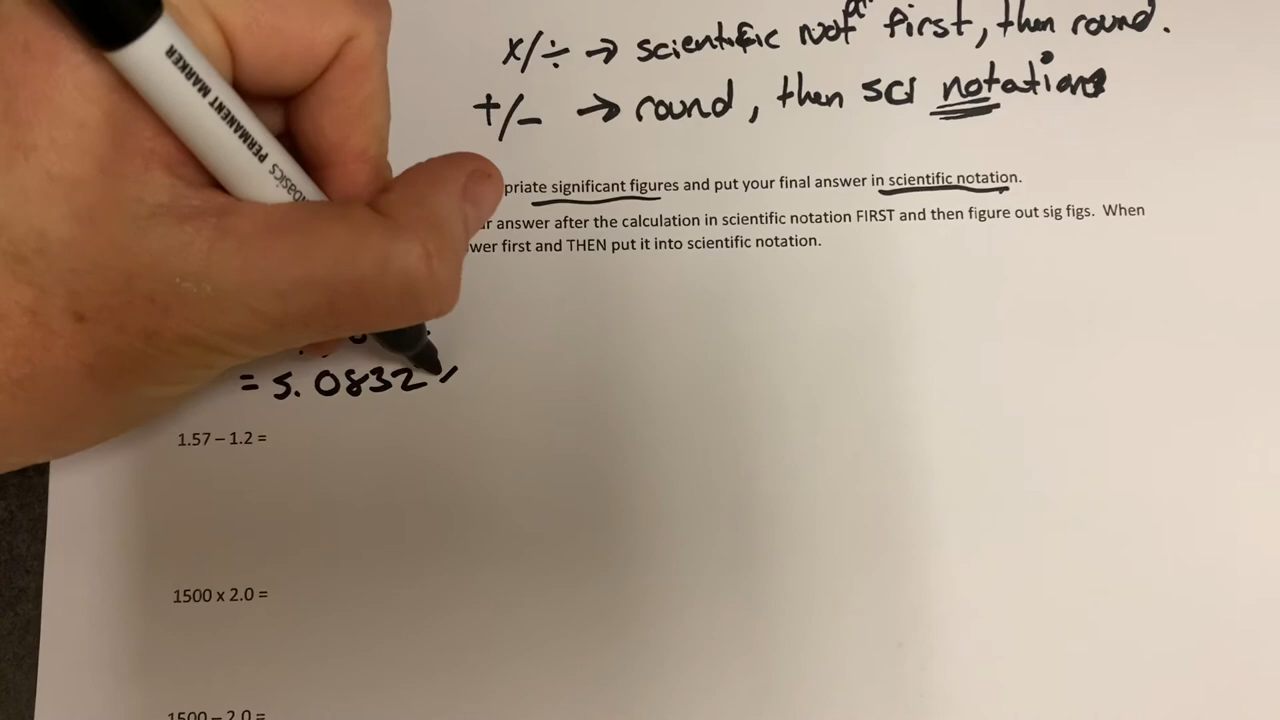 x/÷ → scientific notⁿ first, then round.
+/- → round, then sci notation
priate significant figures and put your final answer in scientific notation.
r answer after the calculation in scientific notation FIRST and then figure out sig figs. When
wer first and THEN put it into scientific notation.
= 5.0832
1.57 – 1.2 =
1500 x 2.0 =
1500 – 2.0 =
PERMANENT MARKER
basics